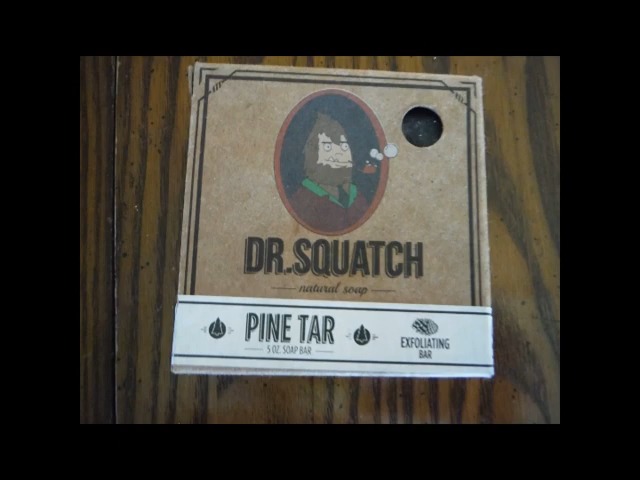 DR.SQUATCH
natural soap
PINE TAR
5 OZ. SOAP BAR
EXFOLIATING
BAR